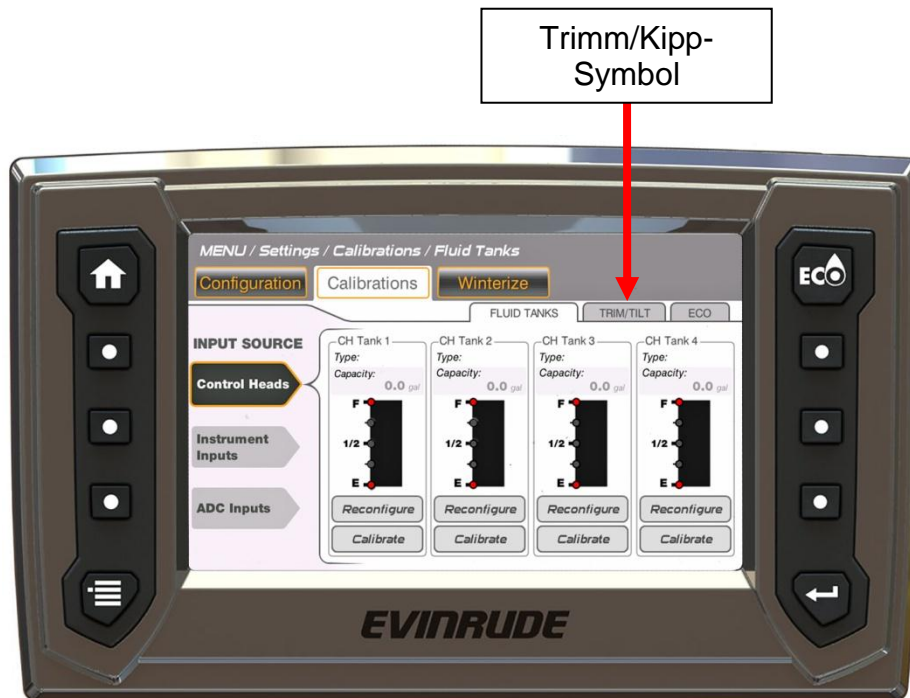 Trimm/Kipp-
Symbol
MENU / Settings / Calibrations / Fluid Tanks
Configuration Calibrations Winterize
ECO
FLUID TANKS TRIM/TILT ECO
INPUT SOURCE
Control Heads
Instrument
Inputs
ADC Inputs
CH Tank 1 CH Tank 2 CH Tank 3 CH Tank 4
Type: Type: Type: Type:
Capacity: Capacity: Capacity: Capacity:
0.0 gal 0.0 gal 0.0 gal 0.0 gal
F F F F
1/2 1/2 1/2 1/2
E E E E
Reconfigure Reconfigure Reconfigure Reconfigure
Calibrate Calibrate Calibrate Calibrate
EVINRUDE